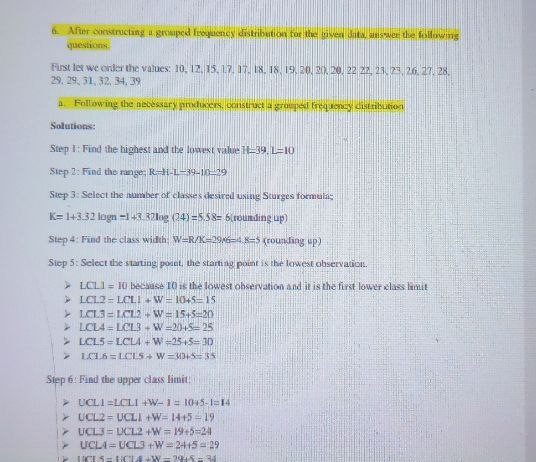 6. After constructing a grouped frequency distribution for the given data, answer the following
questions.
First let we order the values: 10, 12, 15, 17, 17, 18, 18, 19, 20, 20, 20, 22 22, 23, 23, 26, 27, 28,
29, 29, 31, 32, 34, 39
a. Following the necessary producers, construct a grouped frequency distribution
Solutions:
Step 1: Find the highest and the lowest value H=39, L=10
Step 2: Find the range; R=H-L=39-10=29
Step 3: Select the number of classes desired using Sturges formula;
K= 1+3.32 logn =1+3.32log (24) =5.58= 6(rounding up)
Step 4: Find the class width; W=R/K=29/6=4.8=5 (rounding up)
Step 5: Select the starting point, the starting point is the lowest observation.
➢ LCL1 = 10 because 10 is the lowest observation and it is the first lower class limit
➢ LCL2 = LCL1 + W = 10+5= 15
➢ LCL3 = LCL2 + W = 15+5=20
➢ LCL4 = LCL3 + W =20+5= 25
➢ LCL5 = LCL4 + W =25+5= 30
➢ LCL6 = LCL5 + W =30+5= 35
Step 6: Find the upper class limit;
➢ UCL1 =LCL1 +W- 1 = 10+5-1=14
➢ UCL2 = UCL1 +W= 14+5 = 19
➢ UCL3 = UCL2 +W = 19+5=24
➢ UCL4 = UCL3 +W = 24+5 = 29
➢ UCL5 = UCL4 +W = 29+5 = 34